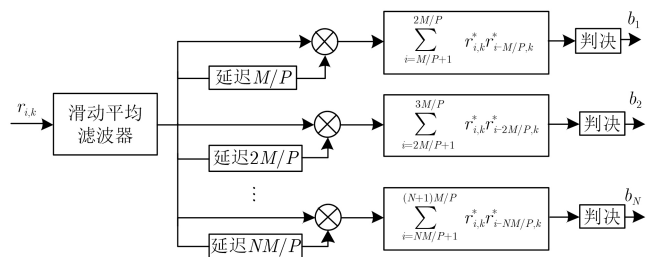 r_{i,k}
滑动平均
滤波器
延迟M/P
\sum_{i=M/P+1}^{2M/P} r^*_{i,k} r^*_{i-M/P,k}
判决
b_1
延迟2M/P
\sum_{i=2M/P+1}^{3M/P} r^*_{i,k} r^*_{i-2M/P,k}
判决
b_2
⋮
延迟NM/P
\sum_{i=NM/P+1}^{(N+1)M/P} r^*_{i,k} r^*_{i-NM/P,k}
判决
b_N